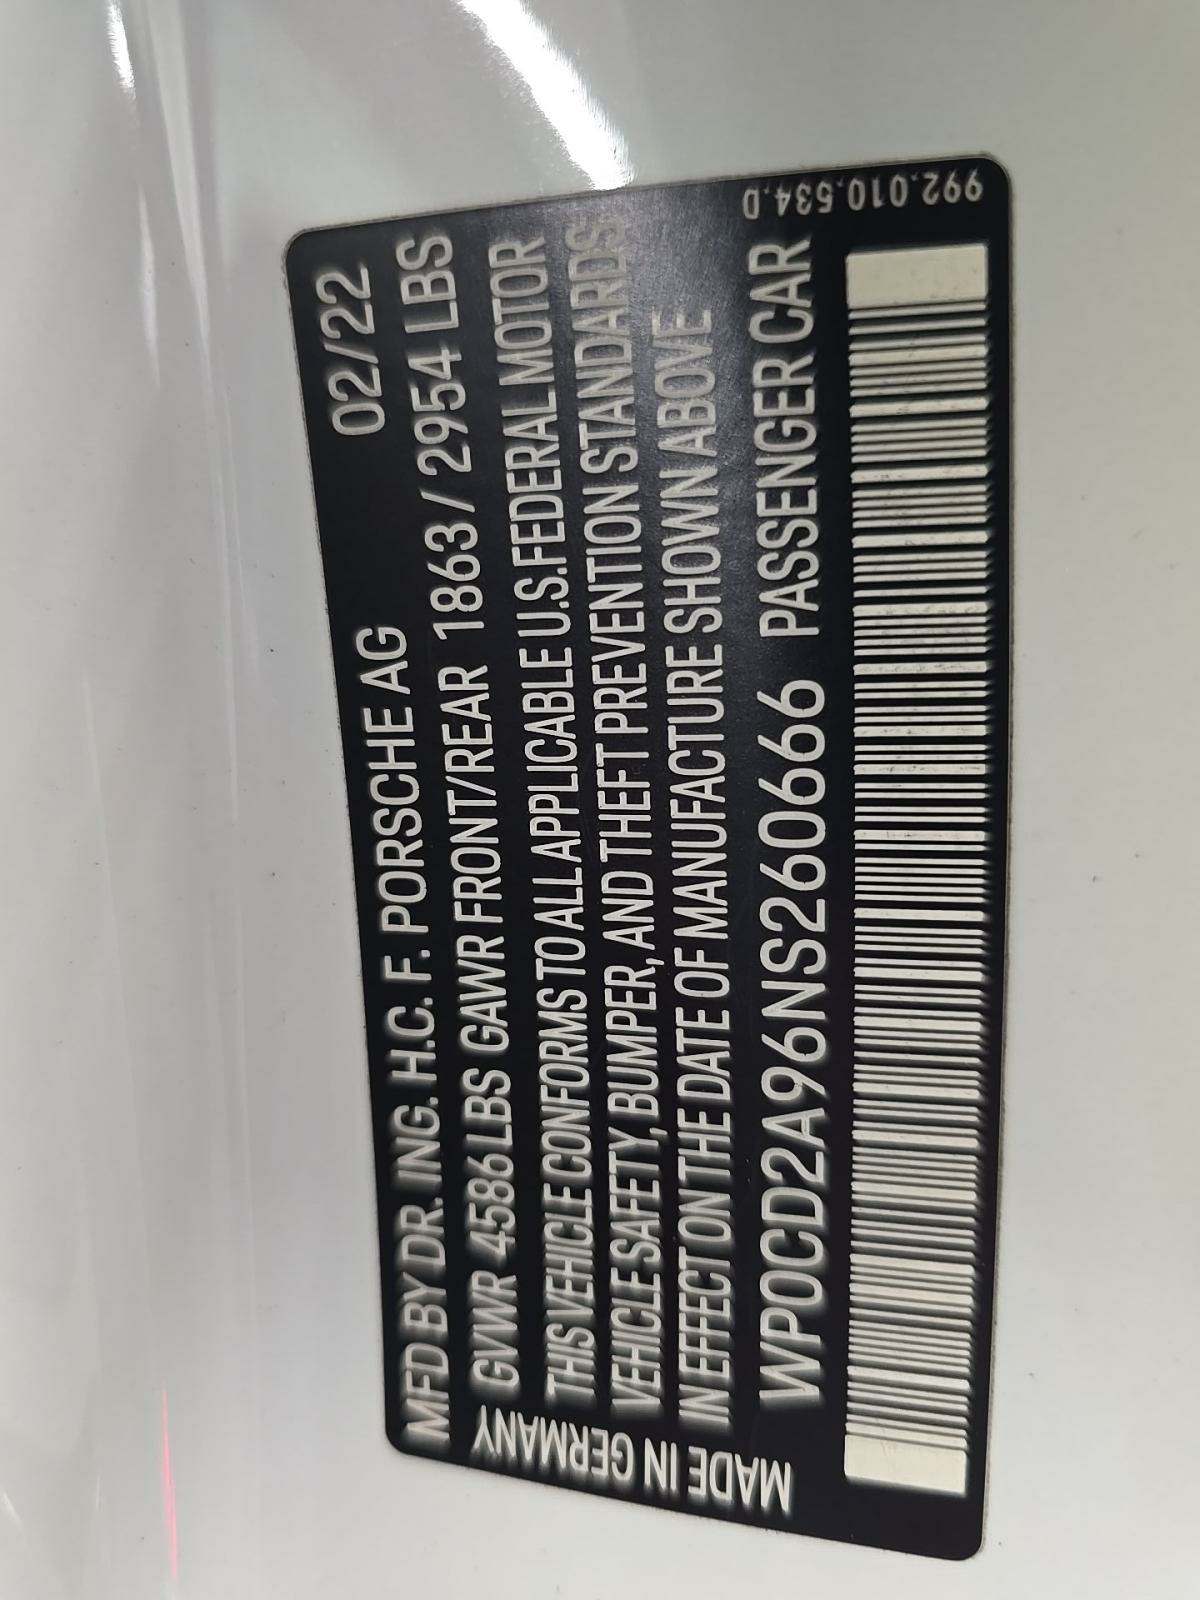 MFD BY DR. ING. H.C. F. PORSCHE AG 02/22
GVWR 4586 LBS GAWR FRONT/REAR 1863 / 2954 LBS
THIS VEHICLE CONFORMS TO ALL APPLICABLE U.S. FEDERAL MOTOR
VEHICLE SAFETY, BUMPER, AND THEFT PREVENTION STANDARDS
IN EFFECT ON THE DATE OF MANUFACTURE SHOWN ABOVE
WP0CD2A96NS260666 PASSENGER CAR
MADE IN GERMANY
992.010.534.D